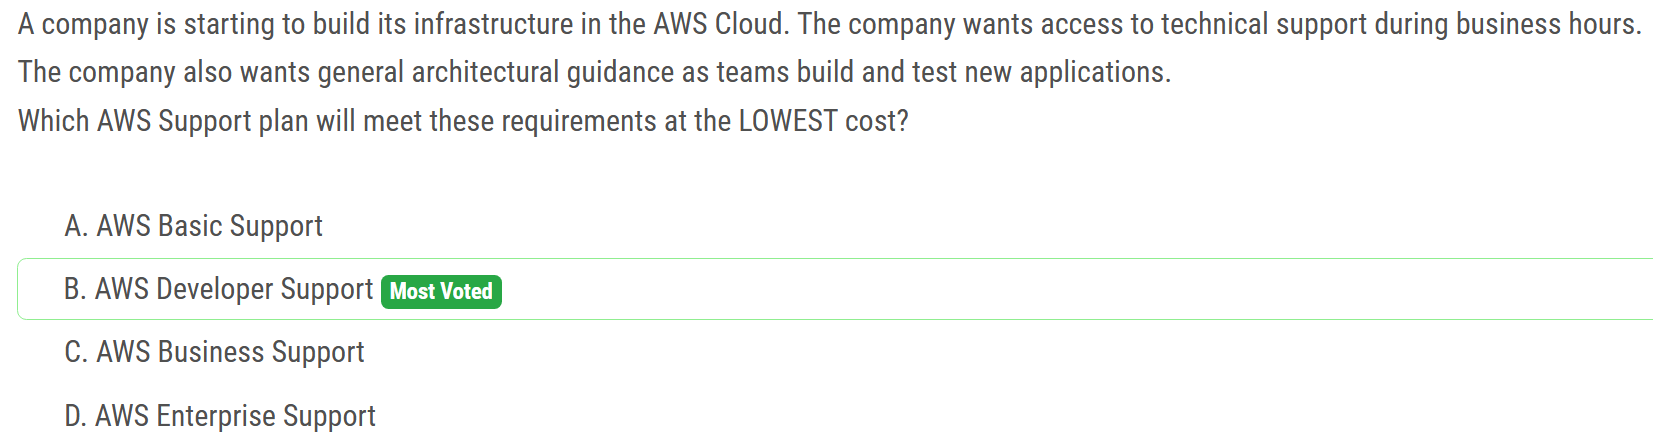 A company is starting to build its infrastructure in the AWS Cloud. The company wants access to technical support during business hours.
The company also wants general architectural guidance as teams build and test new applications.
Which AWS Support plan will meet these requirements at the LOWEST cost?
A. AWS Basic Support
B. AWS Developer Support Most Voted
C. AWS Business Support
D. AWS Enterprise Support